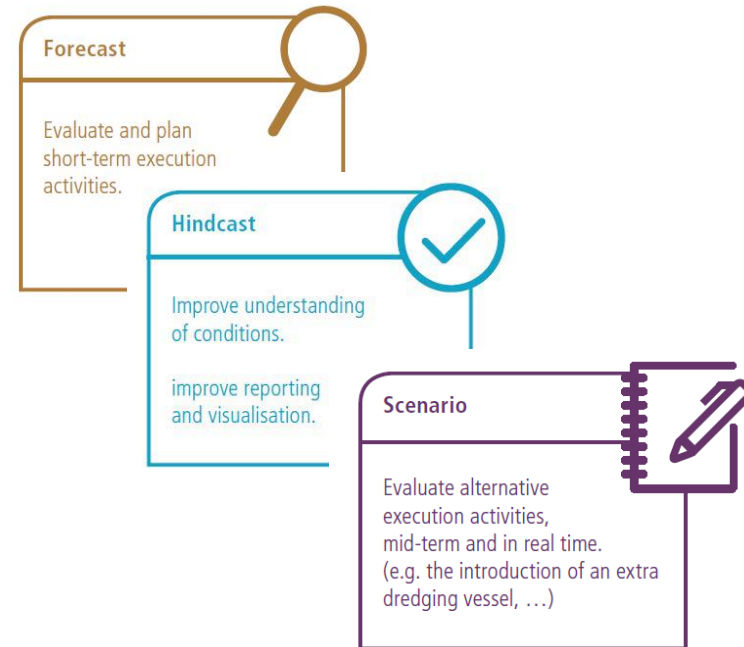 Forecast
Evaluate and plan
short-term execution
activities.
Hindcast
Improve understanding
of conditions.
improve reporting
and visualisation.
Scenario
Evaluate alternative
execution activities,
mid-term and in real time.
(e.g. the introduction of an extra
dredging vessel, …)